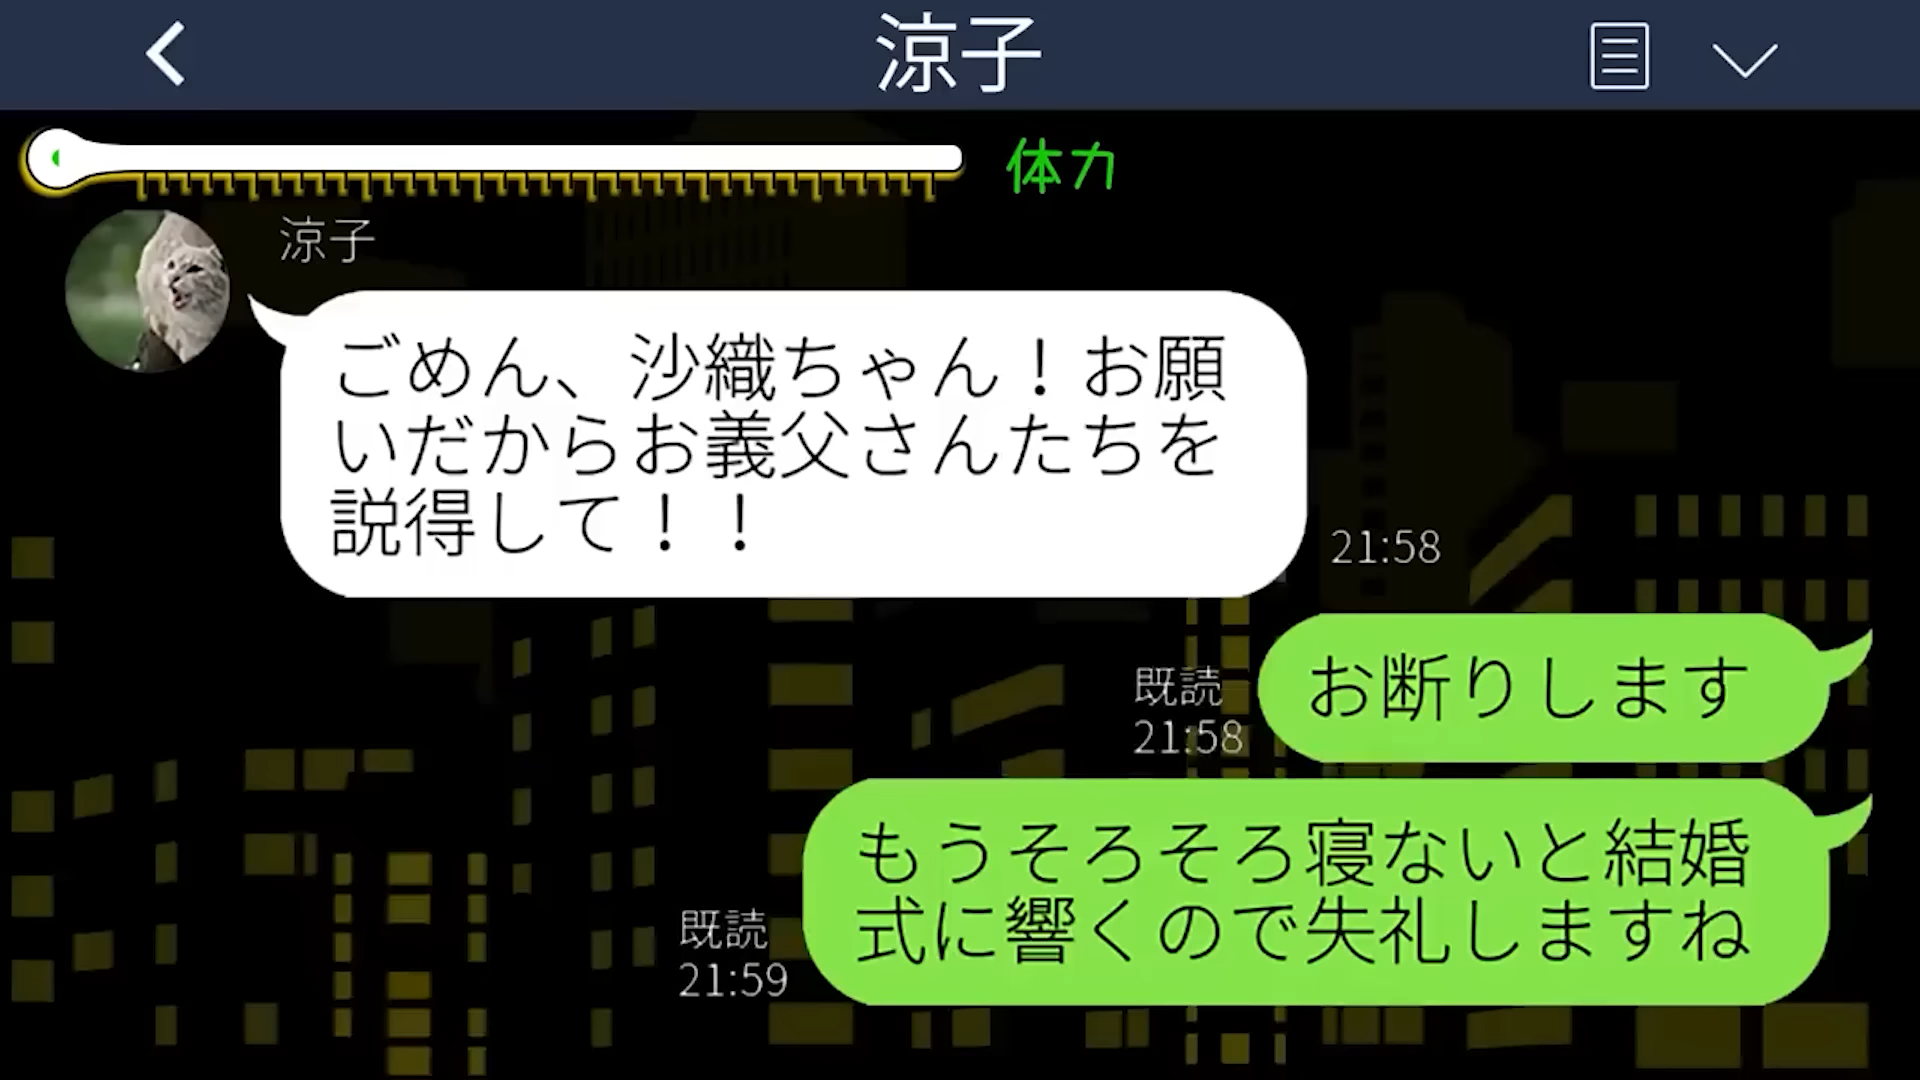 涼子
体力
涼子
ごめん、沙織ちゃん！お願
いだからお義父さんたちを
説得して！！
21:58
お断りします
既読
21:58
もうそろそろ寝ないと結婚
式に響くので失礼しますね
既読
21:59